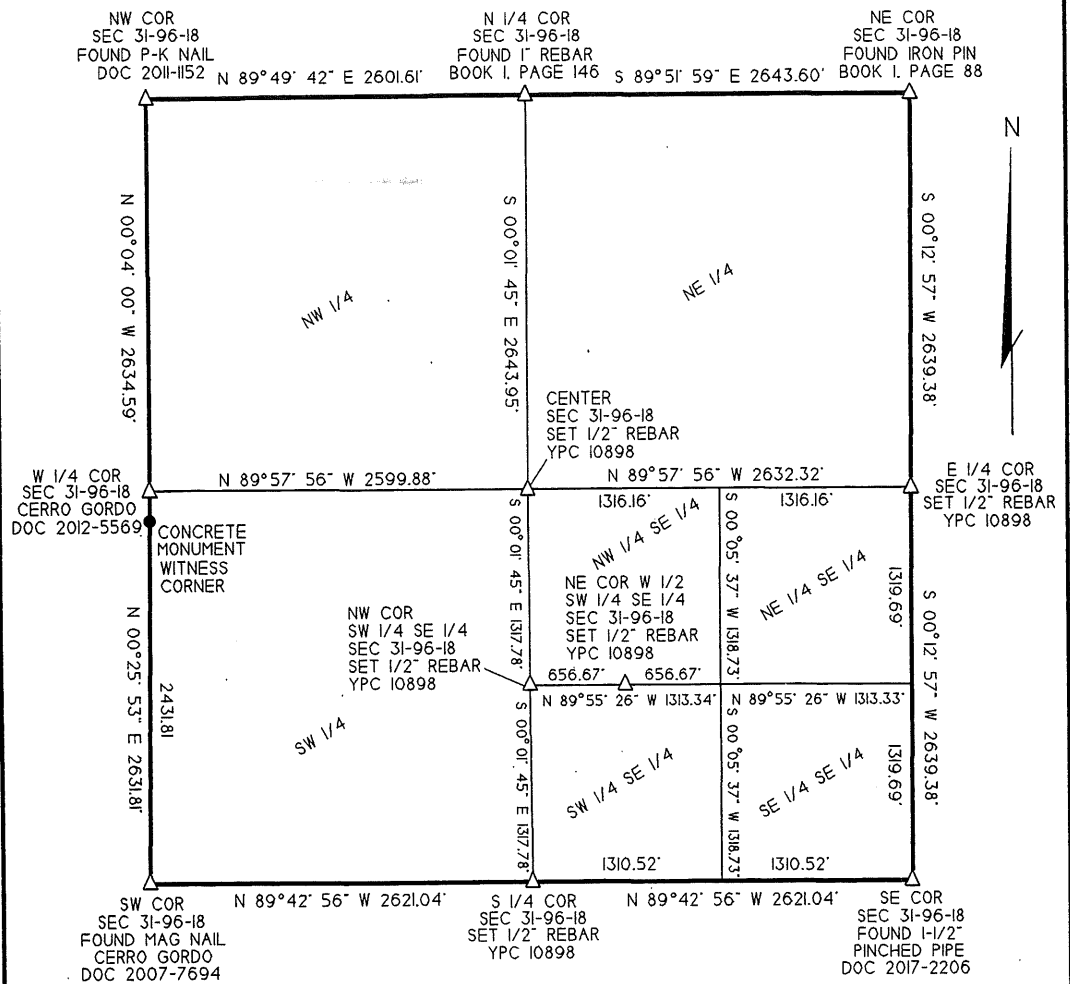 NW COR
SEC 31-96-18
FOUND P-K NAIL
DOC 2011-1152
N 1/4 COR
SEC 31-96-18
FOUND 1" REBAR
BOOK 1, PAGE 146
NE COR
SEC 31-96-18
FOUND IRON PIN
BOOK 1, PAGE 88
N 89°49' 42" E 2601.61'
S 89°51' 59" E 2643.60'
N
N 00°04' 00" W 2634.59'
S 00°01' 45" E 2643.95'
S 00°12' 57" W 2639.38'
NW 1/4
NE 1/4
CENTER
SEC 31-96-18
SET 1/2" REBAR
YPC 10898
W 1/4 COR
SEC 31-96-18
CERRO GORDO
DOC 2012-5569
N 89°57' 56" W 2599.88'
N 89°57' 56" W 2632.32'
E 1/4 COR
SEC 31-96-18
SET 1/2" REBAR
YPC 10898
1316.16'
1316.16'
CONCRETE
MONUMENT
WITNESS
CORNER
S 00°01' 45" E 1317.78'
NW 1/4 SE 1/4
S 00°05' 37" W 1318.73'
NE 1/4 SE 1/4
1319.69'
NE COR W 1/2
SW 1/4 SE 1/4
SEC 31-96-18
SET 1/2" REBAR
YPC 10898
NW COR
SW 1/4 SE 1/4
SEC 31-96-18
SET 1/2" REBAR
YPC 10898
N 00°25' 53" E 2631.81'
2431.81
S 00°12' 57" W 2639.38'
656.67'
656.67'
N 89°55' 26" W 1313.34'
N 89°55' 26" W 1313.33'
SW 1/4
S 00°01' 45" E 1317.78'
SW 1/4 SE 1/4
S 00°05' 37" W 1318.73'
SE 1/4 SE 1/4
1319.69'
1310.52'
1310.52'
N 89°42' 56" W 2621.04'
N 89°42' 56" W 2621.04'
SW COR
SEC 31-96-18
FOUND MAG NAIL
CERRO GORDO
DOC 2007-7694
S 1/4 COR
SEC 31-96-18
SET 1/2" REBAR
YPC 10898
SE COR
SEC 31-96-18
FOUND 1-1/2"
PINCHED PIPE
DOC 2017-2206